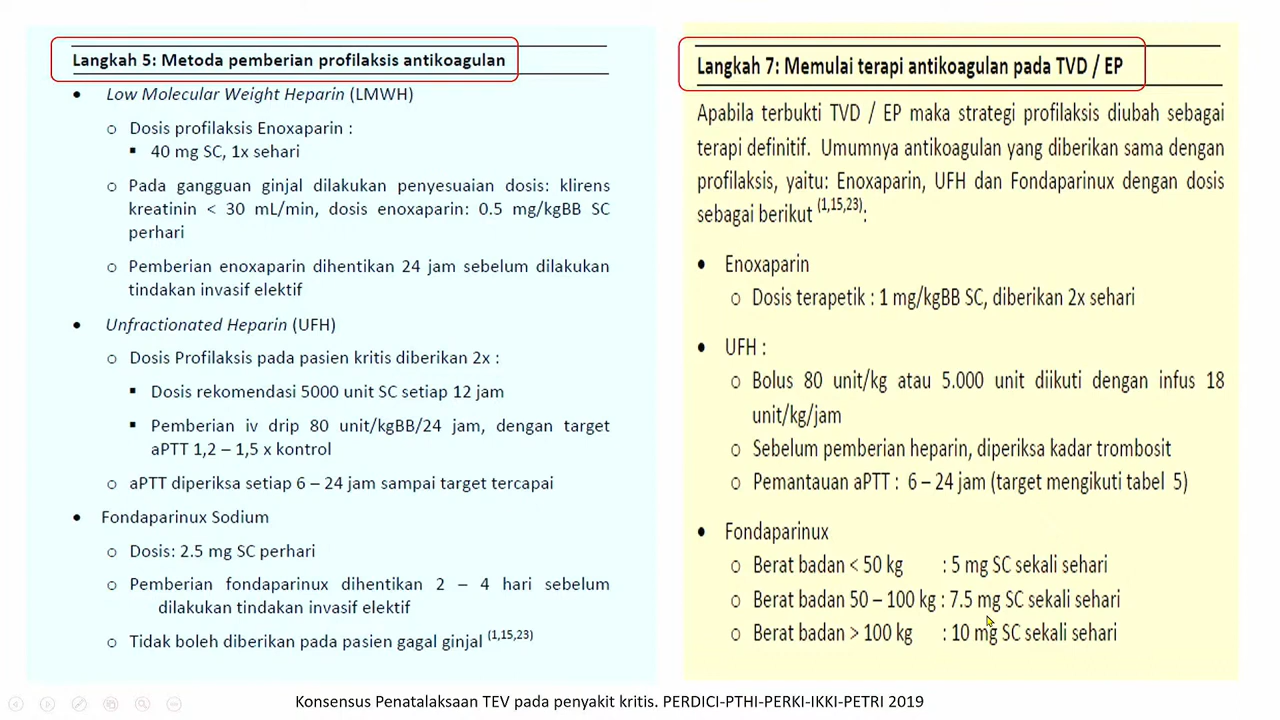 Langkah 5: Metoda pemberian profilaksis antikoagulan
• Low Molecular Weight Heparin (LMWH)
o Dosis profilaksis Enoxaparin :
▪ 40 mg SC, 1x sehari
o Pada gangguan ginjal dilakukan penyesuaian dosis: klirens
kreatinin < 30 mL/min, dosis enoxaparin: 0.5 mg/kgBB SC
perhari
o Pemberian enoxaparin dihentikan 24 jam sebelum dilakukan
tindakan invasif elektif
• Unfractionated Heparin (UFH)
o Dosis Profilaksis pada pasien kritis diberikan 2x :
▪ Dosis rekomendasi 5000 unit SC setiap 12 jam
▪ Pemberian iv drip 80 unit/kgBB/24 jam, dengan target
aPTT 1,2 – 1,5 x kontrol
o aPTT diperiksa setiap 6 – 24 jam sampai target tercapai
• Fondaparinux Sodium
o Dosis: 2.5 mg SC perhari
o Pemberian fondaparinux dihentikan 2 – 4 hari sebelum
dilakukan tindakan invasif elektif
o Tidak boleh diberikan pada pasien gagal ginjal (1,15,23)
Langkah 7: Memulai terapi antikoagulan pada TVD / EP
Apabila terbukti TVD / EP maka strategi profilaksis diubah sebagai
terapi definitif. Umumnya antikoagulan yang diberikan sama dengan
profilaksis, yaitu: Enoxaparin, UFH dan Fondaparinux dengan dosis
sebagai berikut (1,15,23):
• Enoxaparin
o Dosis terapetik : 1 mg/kgBB SC, diberikan 2x sehari
• UFH :
o Bolus 80 unit/kg atau 5.000 unit diikuti dengan infus 18
unit/kg/jam
o Sebelum pemberian heparin, diperiksa kadar trombosit
o Pemantauan aPTT : 6 – 24 jam (target mengikuti tabel 5)
• Fondaparinux
o Berat badan < 50 kg : 5 mg SC sekali sehari
o Berat badan 50 – 100 kg : 7.5 mg SC sekali sehari
o Berat badan > 100 kg : 10 mg SC sekali sehari
Konsensus Penatalaksaan TEV pada penyakit kritis. PERDICI-PTHI-PERKI-IKKI-PETRI 2019